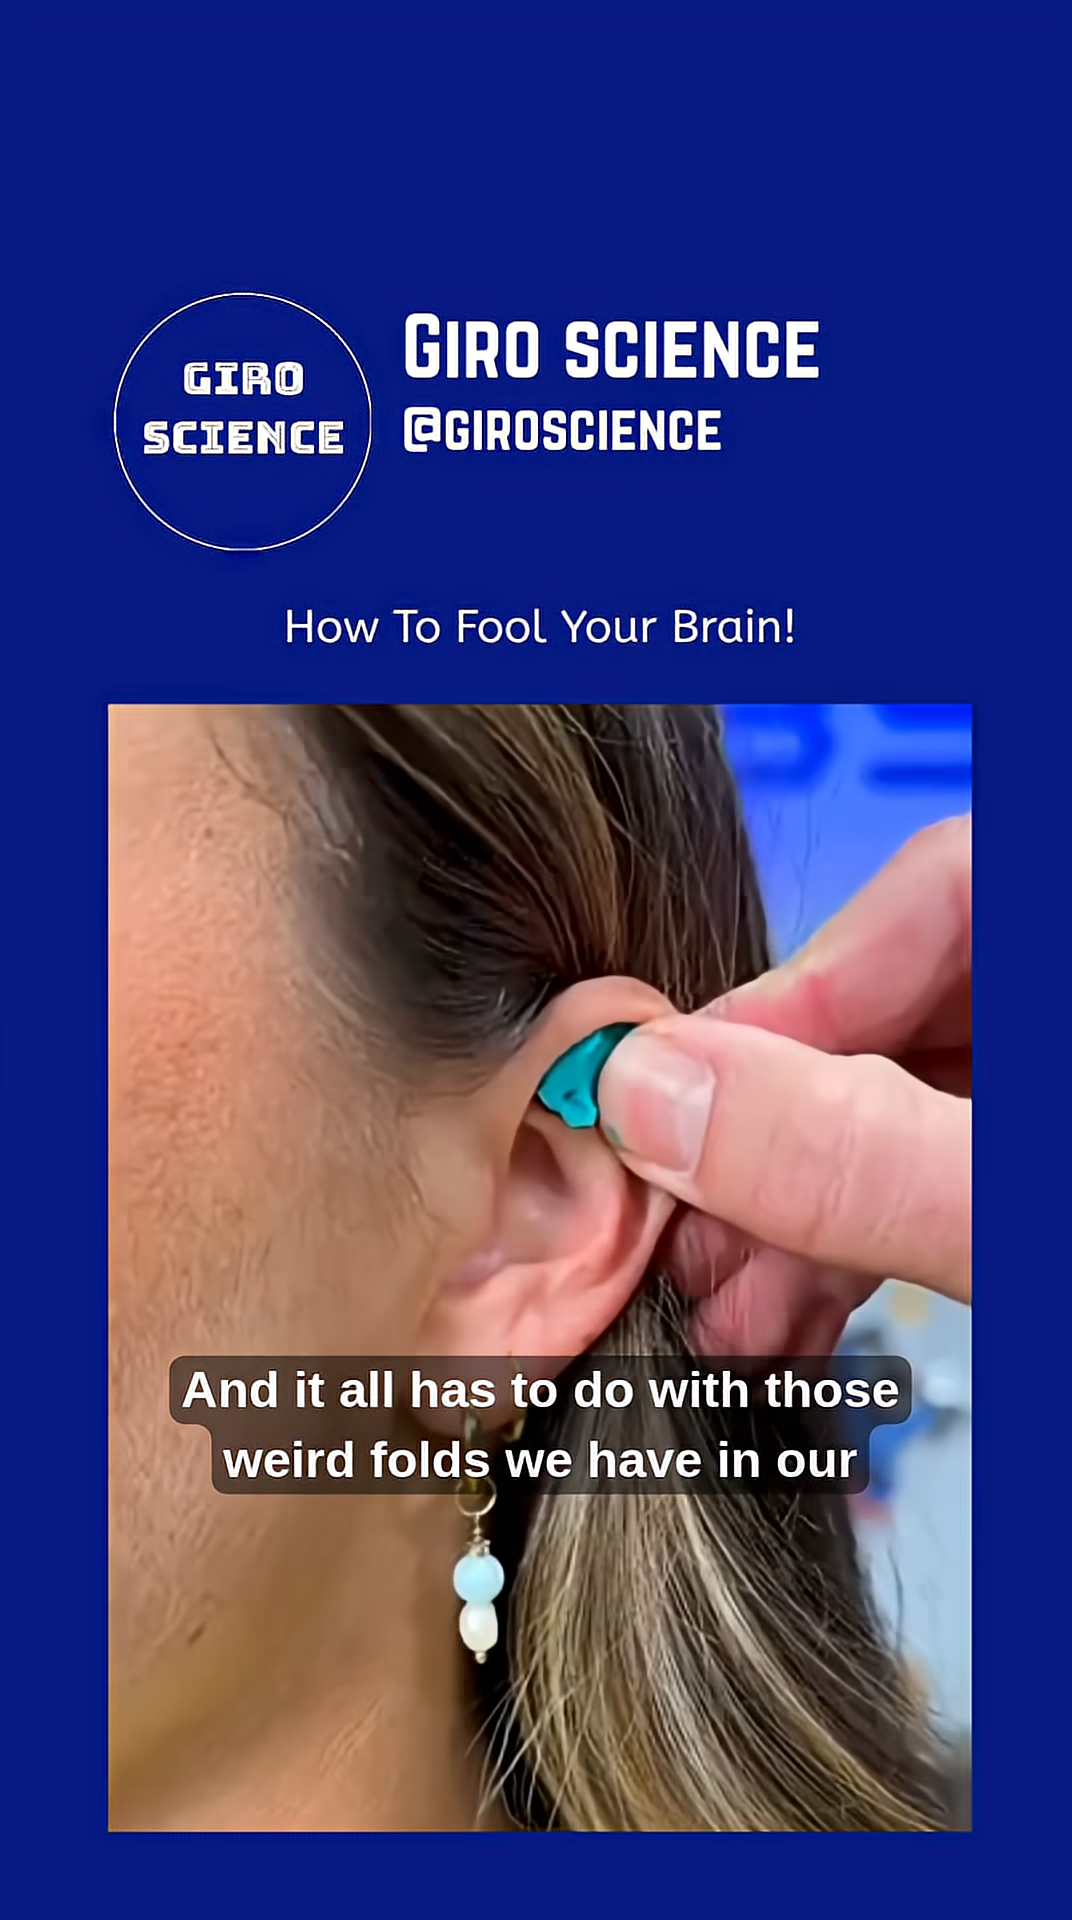 GIRO
SCIENCE
GIRO SCIENCE
@GIROSCIENCE
How To Fool Your Brain!
And it all has to do with those
weird folds we have in our